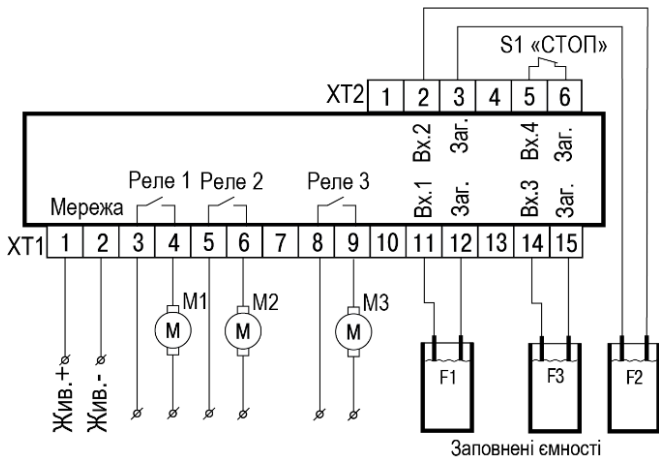 S1 «СТОП»
XT2 1 2 3 4 5 6
Вх.2 Заг. Вх.4 Заг.
Реле 1 Реле 2 Реле 3
Мережа Вх.1 Заг. Вх.3 Заг.
XT1 1 2 3 4 5 6 7 8 9 10 11 12 13 14 15
M1 M2 M3
M M M
Жив.+ Жив.-
F1 F3 F2
Заповнені ємності